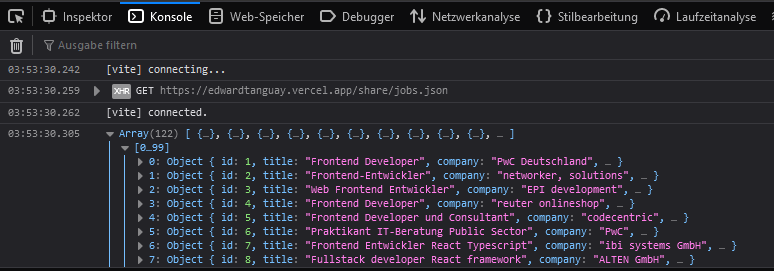 Inspektor Konsole Web-Speicher Debugger Netzwerkanalyse Stilbearbeitung Laufzeitanalyse
Ausgabe filtern
03:53:30.242 [vite] connecting...
03:53:30.259 XHR GET https://edwardtanguay.vercel.app/share/jobs.json
03:53:30.262 [vite] connected.
03:53:30.305 Array(122) [ {…}, {…}, {…}, {…}, {…}, {…}, {…}, {…}, {…}, {…}, … ]
[0…99]
0: Object { id: 1, title: "Frontend Developer", company: "PwC Deutschland", … }
1: Object { id: 2, title: "Frontend-Entwickler", company: "networker, solutions", … }
2: Object { id: 3, title: "Web Frontend Entwickler", company: "EPI development", … }
3: Object { id: 4, title: "Frontend Developer", company: "reuter onlineshop", … }
4: Object { id: 5, title: "Frontend Developer und Consultant", company: "codecentric", … }
5: Object { id: 6, title: "Praktikant IT-Beratung Public Sector", company: "PwC", … }
6: Object { id: 7, title: "Frontend Entwickler React Typescript", company: "ibi systems GmbH", … }
7: Object { id: 8, title: "Fullstack developer React framework", company: "ALTEN GmbH", … }